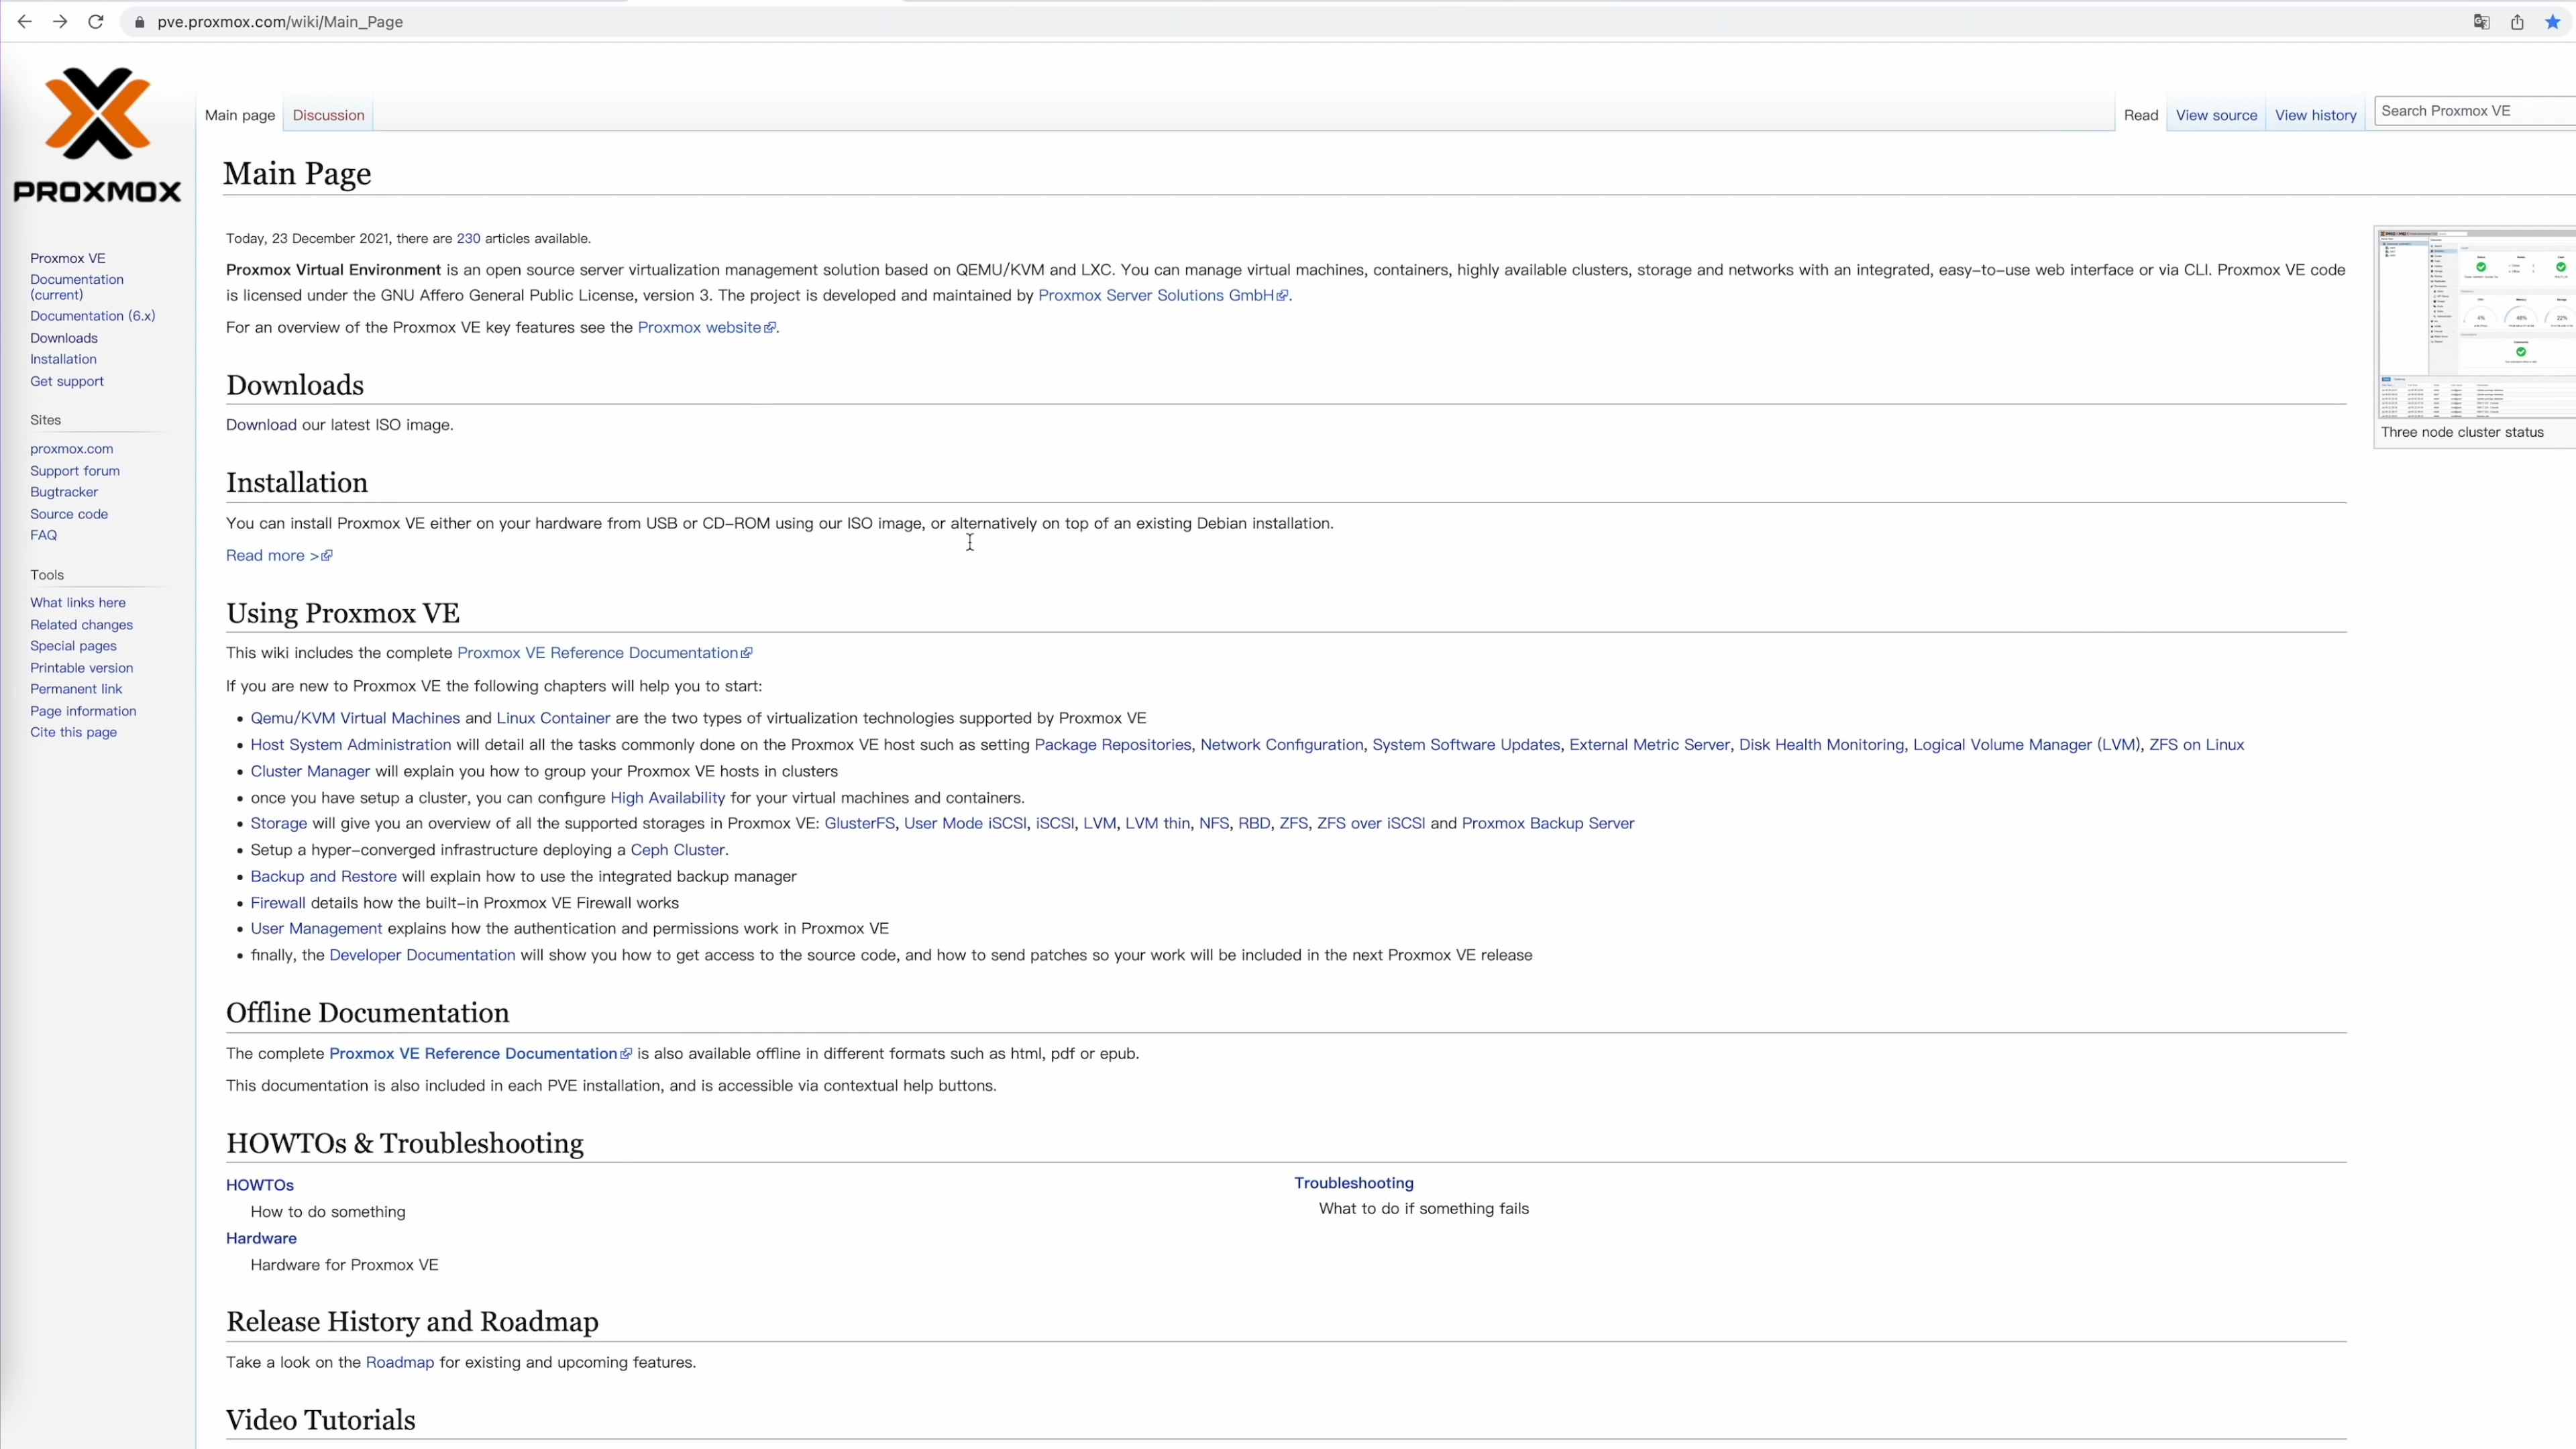 pve.proxmox.com/wiki/Main_Page
PROXMOX
Main page
Discussion
Read
View source
View history
Search Proxmox VE
Proxmox VE
Documentation
(current)
Documentation (6.x)
Downloads
Installation
Get support
Sites
proxmox.com
Support forum
Bugtracker
Source code
FAQ
Tools
What links here
Related changes
Special pages
Printable version
Permanent link
Page information
Cite this page
Main Page
Today, 23 December 2021, there are 230 articles available.
Proxmox Virtual Environment is an open source server virtualization management solution based on QEMU/KVM and LXC. You can manage virtual machines, containers, highly available clusters, storage and networks with an integrated, easy-to-use web interface or via CLI. Proxmox VE code
is licensed under the GNU Affero General Public License, version 3. The project is developed and maintained by Proxmox Server Solutions GmbH.
For an overview of the Proxmox VE key features see the Proxmox website.
4%
48%
22%
Three node cluster status
Downloads
Download our latest ISO image.
Installation
You can install Proxmox VE either on your hardware from USB or CD-ROM using our ISO image, or alternatively on top of an existing Debian installation.
Read more >
Using Proxmox VE
This wiki includes the complete Proxmox VE Reference Documentation
If you are new to Proxmox VE the following chapters will help you to start:
• Qemu/KVM Virtual Machines and Linux Container are the two types of virtualization technologies supported by Proxmox VE
• Host System Administration will detail all the tasks commonly done on the Proxmox VE host such as setting Package Repositories, Network Configuration, System Software Updates, External Metric Server, Disk Health Monitoring, Logical Volume Manager (LVM), ZFS on Linux
• Cluster Manager will explain you how to group your Proxmox VE hosts in clusters
• once you have setup a cluster, you can configure High Availability for your virtual machines and containers.
• Storage will give you an overview of all the supported storages in Proxmox VE: GlusterFS, User Mode iSCSI, iSCSI, LVM, LVM thin, NFS, RBD, ZFS, ZFS over iSCSI and Proxmox Backup Server
• Setup a hyper-converged infrastructure deploying a Ceph Cluster.
• Backup and Restore will explain how to use the integrated backup manager
• Firewall details how the built-in Proxmox VE Firewall works
• User Management explains how the authentication and permissions work in Proxmox VE
• finally, the Developer Documentation will show you how to get access to the source code, and how to send patches so your work will be included in the next Proxmox VE release
Offline Documentation
The complete Proxmox VE Reference Documentation is also available offline in different formats such as html, pdf or epub.
This documentation is also included in each PVE installation, and is accessible via contextual help buttons.
HOWTOs & Troubleshooting
HOWTOs
How to do something
Hardware
Hardware for Proxmox VE
Troubleshooting
What to do if something fails
Release History and Roadmap
Take a look on the Roadmap for existing and upcoming features.
Video Tutorials